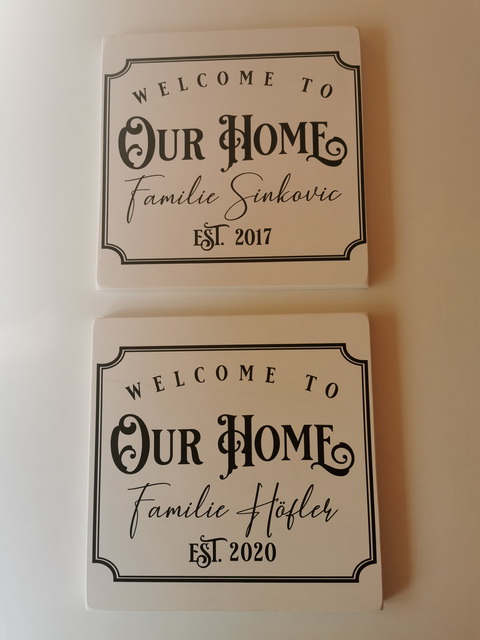 WELCOME TO
OUR HOME
Familie Sinkovic
EST. 2017
WELCOME TO
OUR HOME
Familie Höfler
EST. 2020